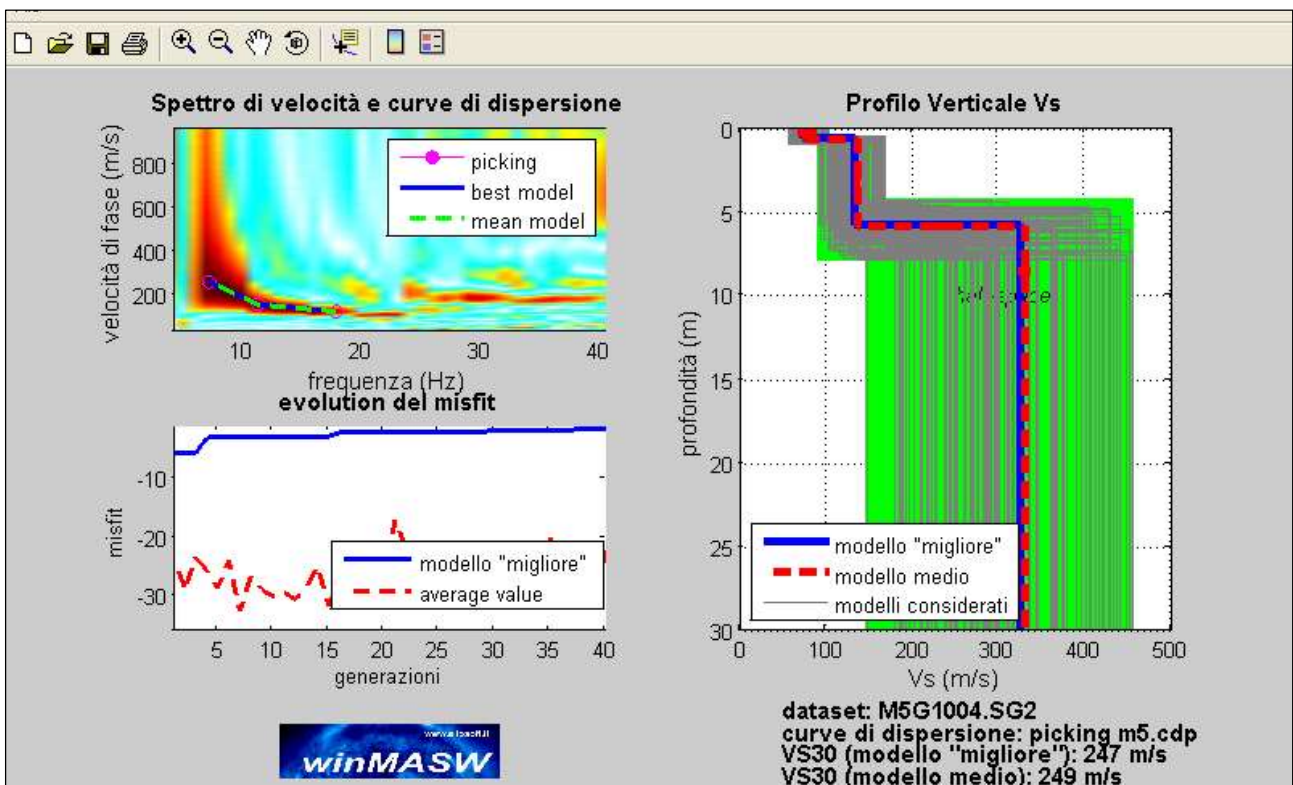 Spettro di velocità e curve di dispersione
velocità di fase (m/s)
800
600
400
200
picking
best model
mean model
10
20
30
40
frequenza (Hz)
evolution del misfit
misfit
-10
-20
-30
modello "migliore"
average value
5
10
15
20
25
30
35
40
generazioni
winMASW
Profilo Verticale Vs
profondità (m)
0
5
10
15
20
25
30
modello "migliore"
modello medio
modelli considerati
0
100
200
300
400
500
Vs (m/s)
dataset: M5G1004.SG2
curve di dispersione: picking m5.cdp
VS30 (modello "migliore"): 247 m/s
VS30 (modello medio): 249 m/s